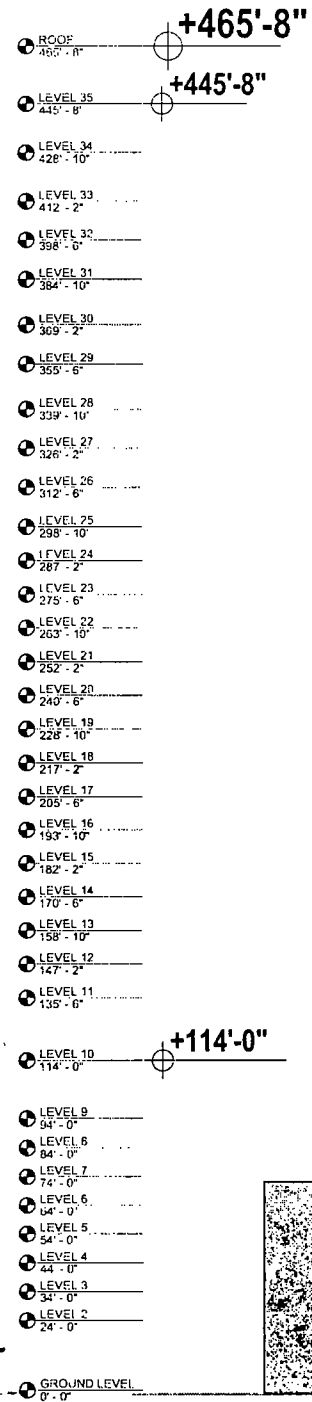 +465'-8"
ROOF
465' - 8"
+445'-8"
LEVEL 35
445' - 8"
LEVEL 34
428' - 10"
LEVEL 33
412' - 2"
LEVEL 32
398' - 6"
LEVEL 31
384' - 10"
LEVEL 30
369' - 2"
LEVEL 29
355' - 6"
LEVEL 28
339' - 10"
LEVEL 27
326' - 2"
LEVEL 26
312' - 6"
LEVEL 25
298' - 10"
LEVEL 24
287' - 2"
LEVEL 23
275' - 6"
LEVEL 22
263' - 10"
LEVEL 21
252' - 2"
LEVEL 20
240' - 6"
LEVEL 19
228' - 10"
LEVEL 18
217' - 2"
LEVEL 17
205' - 6"
LEVEL 16
193' - 10"
LEVEL 15
182' - 2"
LEVEL 14
170' - 6"
LEVEL 13
158' - 10"
LEVEL 12
147' - 2"
LEVEL 11
135' - 6"
+114'-0"
LEVEL 10
114' - 0"
LEVEL 9
94' - 0"
LEVEL 8
84' - 0"
LEVEL 7
74' - 0"
LEVEL 6
64' - 0"
LEVEL 5
54' - 0"
LEVEL 4
44' - 0"
LEVEL 3
34' - 0"
LEVEL 2
24' - 0"
GROUND LEVEL
0' - 0"